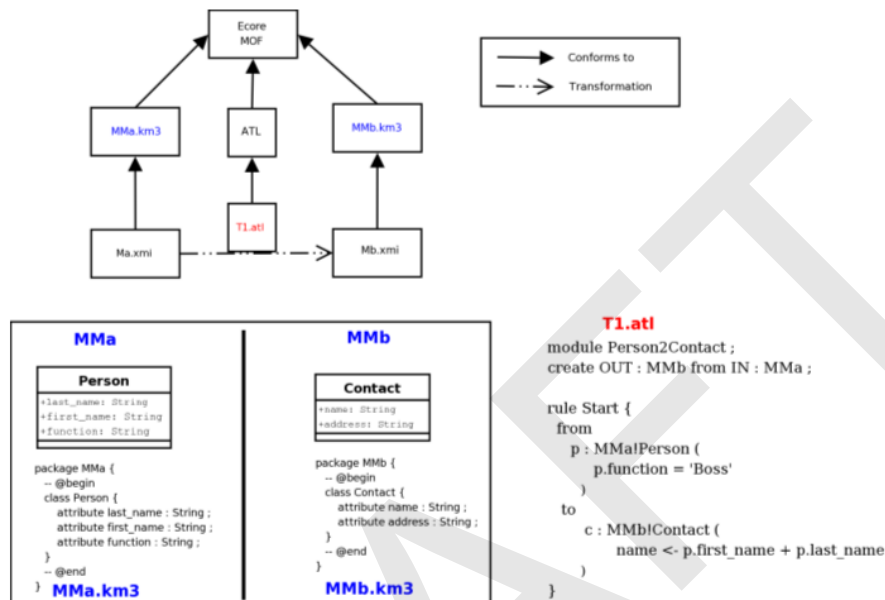 Ecore
MOF
Conforms to
Transformation
MMa.km3
ATL
MMb.km3
T1.atl
Ma.xmi
Mb.xmi
MMa
Person
+last_name: String
+first_name: String
+function: String
package MMa {
-- @begin
class Person {
attribute last_name : String ;
attribute first_name : String ;
attribute function : String ;
}
-- @end
}
MMa.km3
MMb
Contact
+name: String
+address: String
package MMb {
-- @begin
class Contact {
attribute name : String ;
attribute address : String ;
}
-- @end
}
MMb.km3
T1.atl
module Person2Contact ;
create OUT : MMb from IN : MMa ;
rule Start {
from
p : MMa!Person (
p.function = 'Boss'
)
to
c : MMb!Contact (
name <- p.first_name + p.last_name
)
}